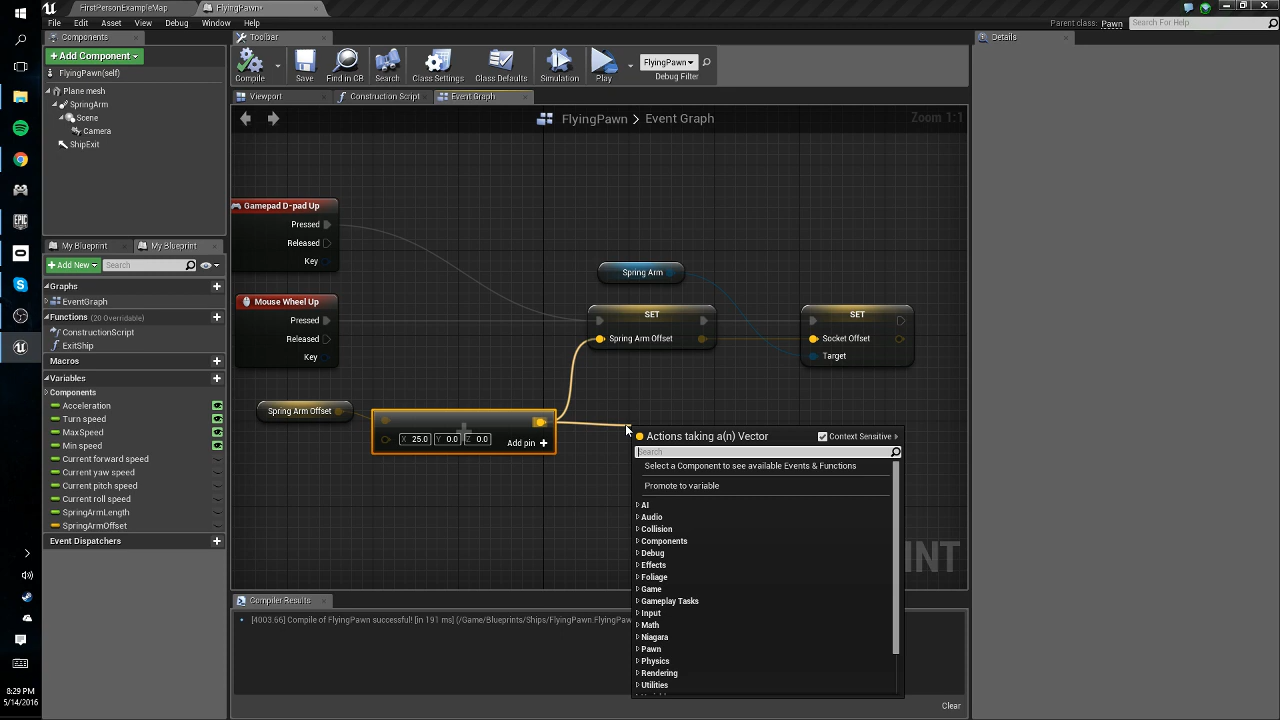 FirstPersonExampleMap
FlyingPawn*
File Edit Asset View Debug Window Help
Parent class: Pawn
Search For Help
Components
Toolbar
Details
+Add Component
Compile
Save
Find in CB
Search
Class Settings
Class Defaults
Simulation
Play
FlyingPawn
Debug Filter
FlyingPawn(self)
Plane mesh
SpringArm
Scene
Camera
ShipExit
Viewport
Construction Script
Event Graph
FlyingPawn > Event Graph
Zoom 1:1
Gamepad D-pad Up
Pressed
Released
Key
Mouse Wheel Up
Pressed
Released
Key
Spring Arm
SET
Spring Arm Offset
SET
Socket Offset
Target
Spring Arm Offset
X 25.0 Y 0.0 Z 0.0
Add pin +
My Blueprint
My Blueprint
+Add New
Search
Graphs
EventGraph
Functions (20 Overridable)
ConstructionScript
ExitShip
Macros
Variables
Components
Acceleration
Turn speed
MaxSpeed
Min speed
Current forward speed
Current yaw speed
Current pitch speed
Current roll speed
SpringArmLength
SpringArmOffset
Event Dispatchers
Actions taking a(n) Vector
Context Sensitive
Search
Select a Component to see available Events & Functions
Promote to variable
AI
Audio
Collision
Components
Debug
Effects
Foliage
Game
Gameplay Tasks
Input
Math
Niagara
Pawn
Physics
Rendering
Utilities
INT
Compiler Results
[4003.66] Compile of FlyingPawn successful! [in 191 ms] (/Game/Blueprints/Ships/FlyingPawn.FlyingPaw
Clear
EPIC
8:29 PM
5/14/2016